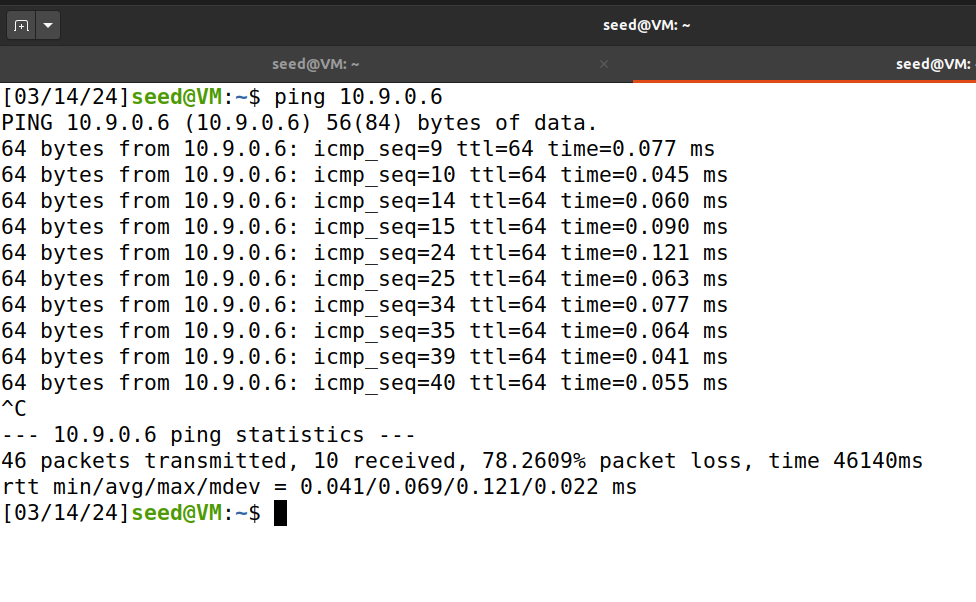 seed@VM: ~
seed@VM: ~ × seed@VM:
[03/14/24]seed@VM:~$ ping 10.9.0.6
PING 10.9.0.6 (10.9.0.6) 56(84) bytes of data.
64 bytes from 10.9.0.6: icmp_seq=9 ttl=64 time=0.077 ms
64 bytes from 10.9.0.6: icmp_seq=10 ttl=64 time=0.045 ms
64 bytes from 10.9.0.6: icmp_seq=14 ttl=64 time=0.060 ms
64 bytes from 10.9.0.6: icmp_seq=15 ttl=64 time=0.090 ms
64 bytes from 10.9.0.6: icmp_seq=24 ttl=64 time=0.121 ms
64 bytes from 10.9.0.6: icmp_seq=25 ttl=64 time=0.063 ms
64 bytes from 10.9.0.6: icmp_seq=34 ttl=64 time=0.077 ms
64 bytes from 10.9.0.6: icmp_seq=35 ttl=64 time=0.064 ms
64 bytes from 10.9.0.6: icmp_seq=39 ttl=64 time=0.041 ms
64 bytes from 10.9.0.6: icmp_seq=40 ttl=64 time=0.055 ms
^C
--- 10.9.0.6 ping statistics ---
46 packets transmitted, 10 received, 78.2609% packet loss, time 46140ms
rtt min/avg/max/mdev = 0.041/0.069/0.121/0.022 ms
[03/14/24]seed@VM:~$